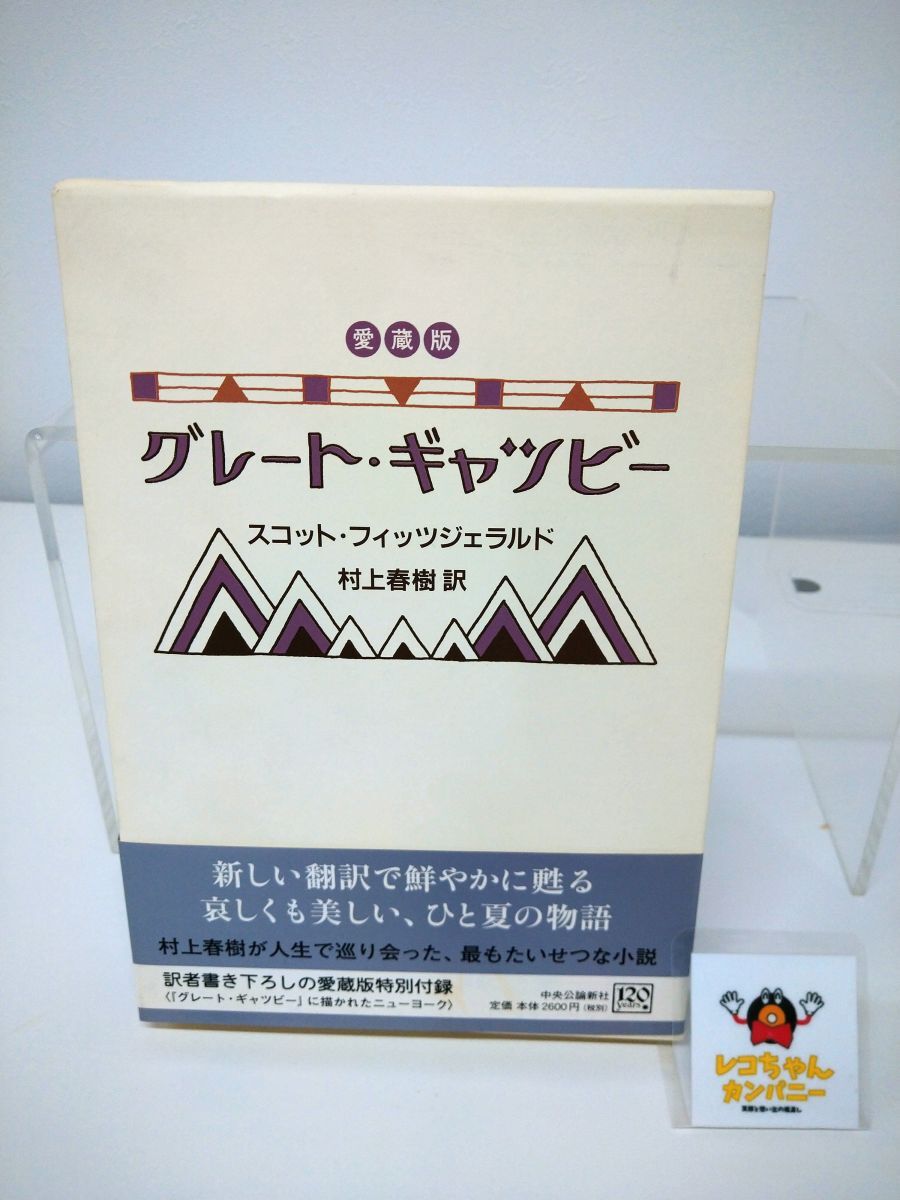 愛蔵版
グレート・ギャツビー
スコット・フィッツジェラルド
村上春樹 訳
新しい翻訳で鮮やかに甦る
哀しくも美しい、ひと夏の物語
村上春樹が人生で巡り会った、最もたいせつな小説
訳者書き下ろしの愛蔵版特別付録
〈「グレート・ギャツビー」に描かれたニューヨーク〉
中央公論新社
定価 本体2600円（税別）
120
years.
レコちゃん
カンパニー